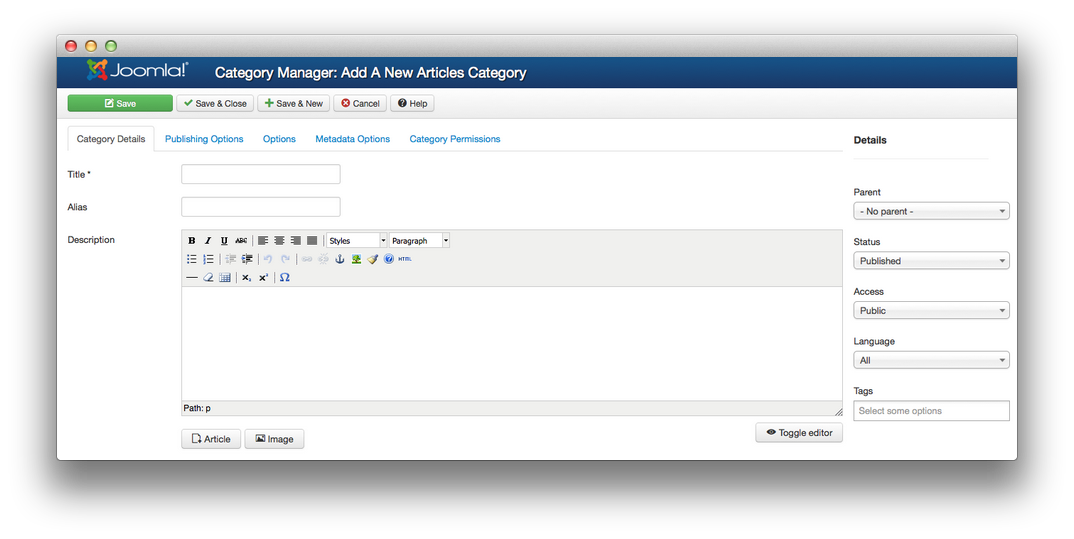 Joomla!® Category Manager: Add A New Articles Category
Save Save & Close Save & New Cancel Help
Category Details Publishing Options Options Metadata Options Category Permissions
Title *
Alias
Description
B I U ABC Styles Paragraph
HTML
x₂ x² Ω
Path: p
Article Image Toggle editor
Details
Parent
- No parent -
Status
Published
Access
Public
Language
All
Tags
Select some options